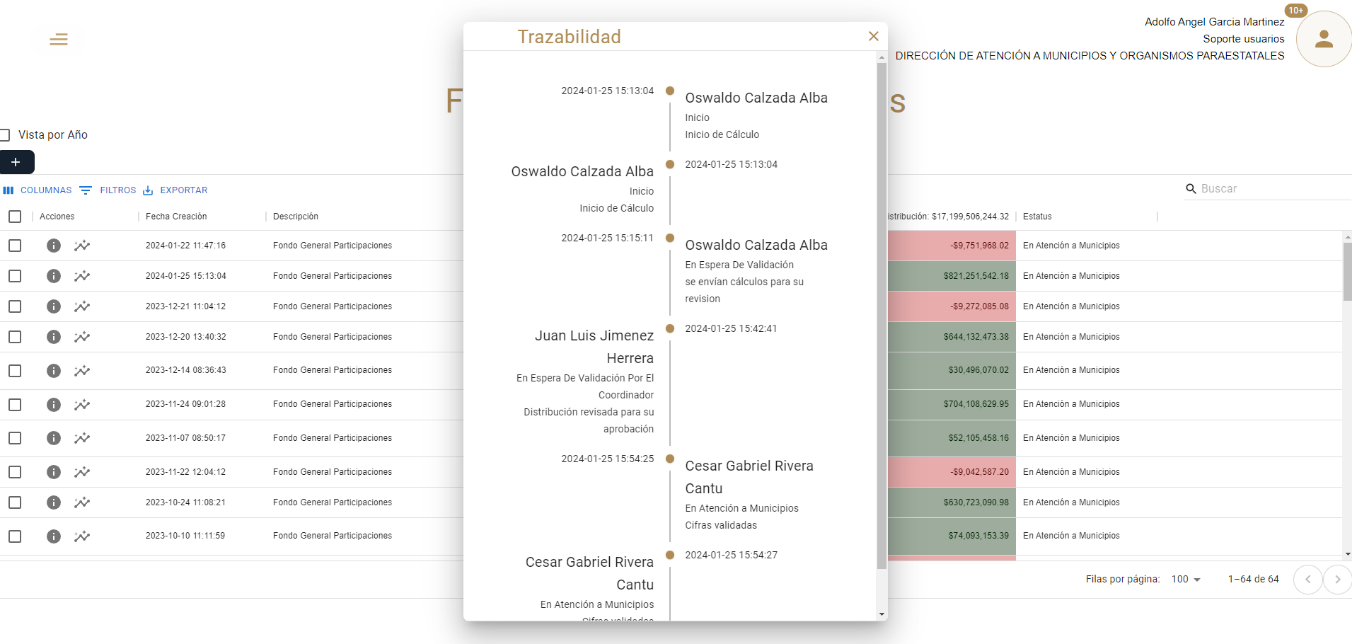 Adolfo Angel Garcia Martinez
Soporte usuarios
DIRECCIÓN DE ATENCIÓN A MUNICIPIOS Y ORGANISMOS PARAESTATALES
10+
Vista por Año
+
COLUMNAS FILTROS EXPORTAR
Buscar
Acciones Fecha Creación Descripción $17,199,506,244.32 Estatus
2024-01-22 11:47:16 Fondo General Participaciones -$9,751,968.02 En Atención a Municipios
2024-01-25 15:13:04 Fondo General Participaciones $821,251,542.18 En Atención a Municipios
2023-12-21 11:04:12 Fondo General Participaciones -$9,272,085.08 En Atención a Municipios
2023-12-20 13:40:32 Fondo General Participaciones $644,132,473.38 En Atención a Municipios
2023-12-14 08:36:43 Fondo General Participaciones $30,496,070.02 En Atención a Municipios
2023-11-24 09:01:28 Fondo General Participaciones $704,108,629.95 En Atención a Municipios
2023-11-07 08:50:17 Fondo General Participaciones $52,105,458.16 En Atención a Municipios
2023-11-22 12:04:12 Fondo General Participaciones -$9,042,587.20 En Atención a Municipios
2023-10-24 11:08:21 Fondo General Participaciones $630,723,090.98 En Atención a Municipios
2023-10-10 11:11:59 Fondo General Participaciones $74,093,153.39 En Atención a Municipios
Filas por página: 100 1–64 de 64
Trazabilidad
2024-01-25 15:13:04
Oswaldo Calzada Alba
Inicio
Inicio de Cálculo
2024-01-25 15:13:04
Oswaldo Calzada Alba
Inicio
Inicio de Cálculo
2024-01-25 15:15:11
Oswaldo Calzada Alba
En Espera De Validación
se envían cálculos para su
revision
2024-01-25 15:42:41
Juan Luis Jimenez
Herrera
En Espera De Validación Por El
Coordinador
Distribución revisada para su
aprobación
2024-01-25 15:54:25
Cesar Gabriel Rivera
Cantu
En Atención a Municipios
Cifras validadas
2024-01-25 15:54:27
Cesar Gabriel Rivera
Cantu
En Atención a Municipios
Cifras validadas